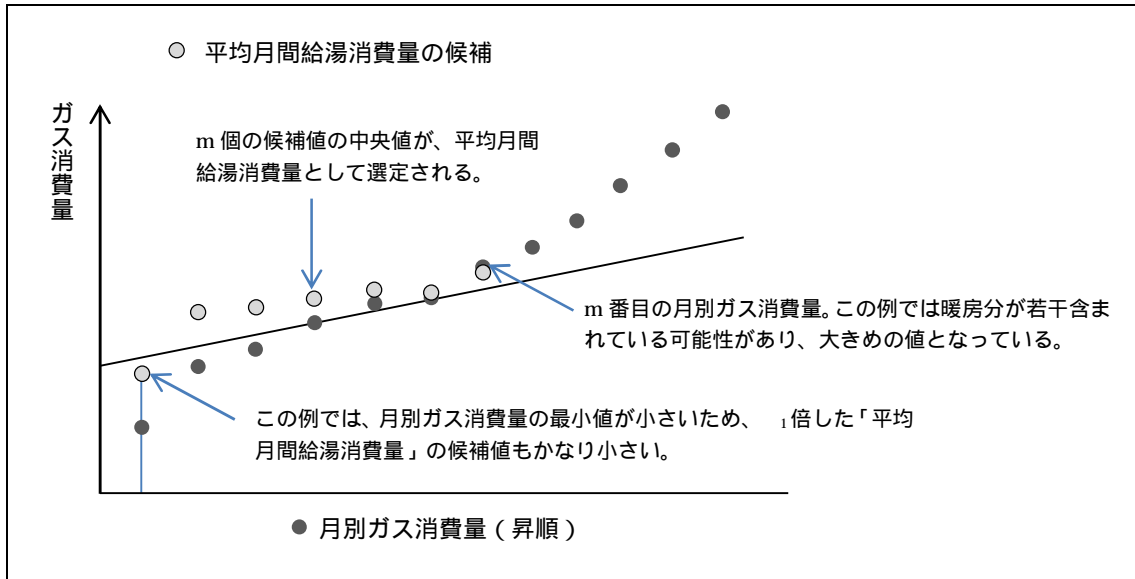 平均月間給湯消費量の候補
ガス消費量
m 個の候補値の中央値が、平均月間
給湯消費量として選定される。
m 番目の月別ガス消費量。この例では暖房分が若干含ま
れている可能性があり、大きめの値となっている。
この例では、月別ガス消費量の最小値が小さいため、 1倍した「平均
月間給湯消費量」の候補値もかなり小さい。
月別ガス消費量（昇順）